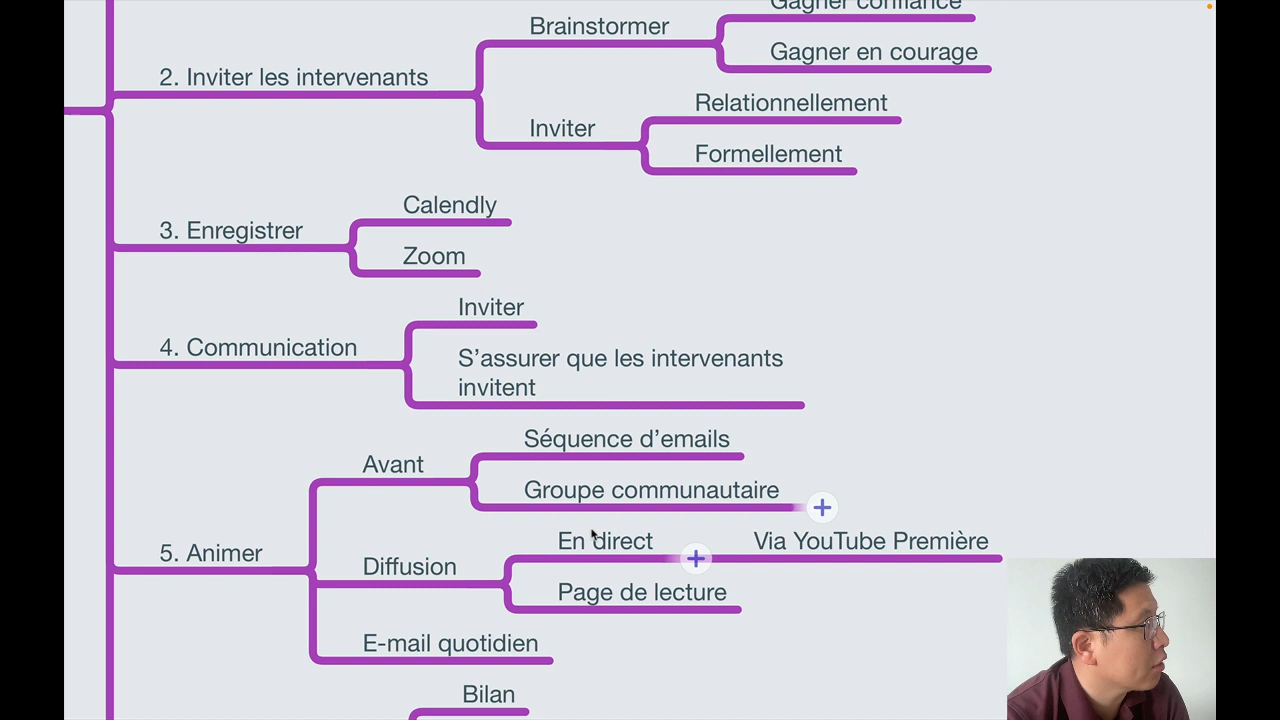 Gagner confiance
Brainstormer
Gagner en courage
2. Inviter les intervenants
Relationnellement
Inviter
Formellement
Calendly
3. Enregistrer
Zoom
Inviter
4. Communication
S’assurer que les intervenants
invitent
Séquence d’emails
Avant
Groupe communautaire
En direct
Via YouTube Première
5. Animer
Diffusion
Page de lecture
E-mail quotidien
Bilan